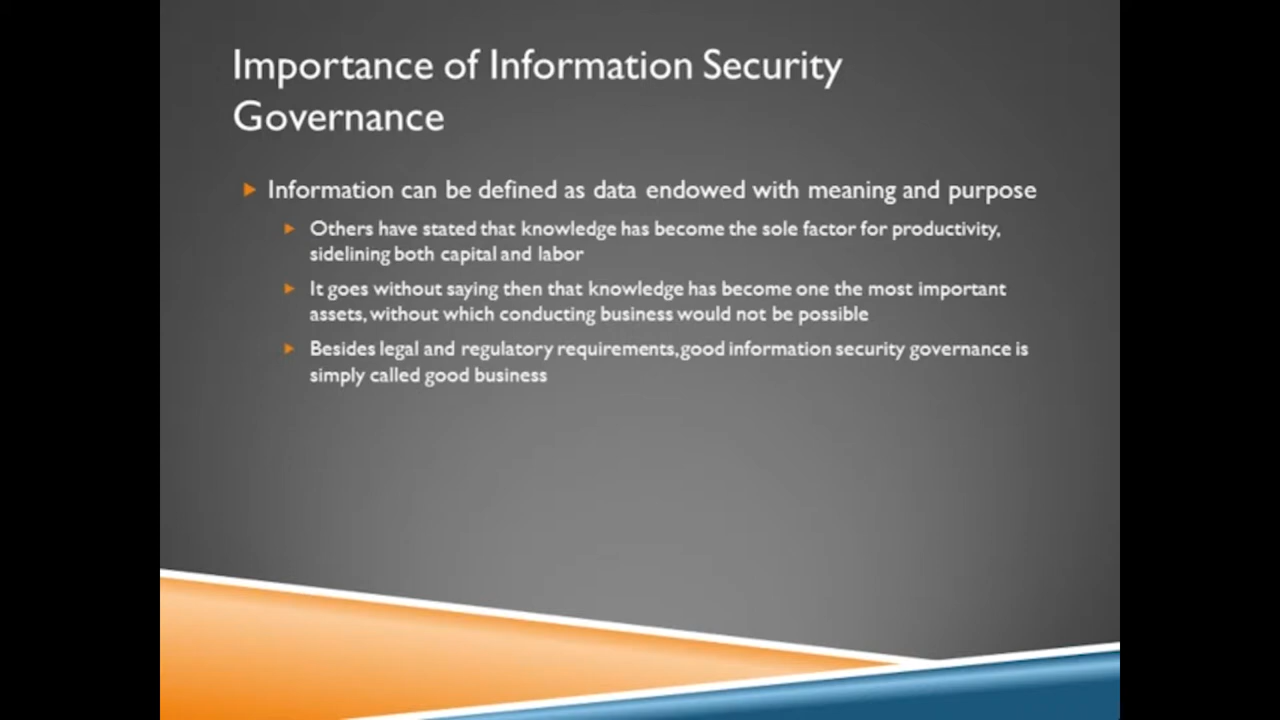 Importance of Information Security
Governance
Information can be defined as data endowed with meaning and purpose
Others have stated that knowledge has become the sole factor for productivity,
sidelining both capital and labor
It goes without saying then that knowledge has become one the most important
assets, without which conducting business would not be possible
Besides legal and regulatory requirements,good information security governance is
simply called good business